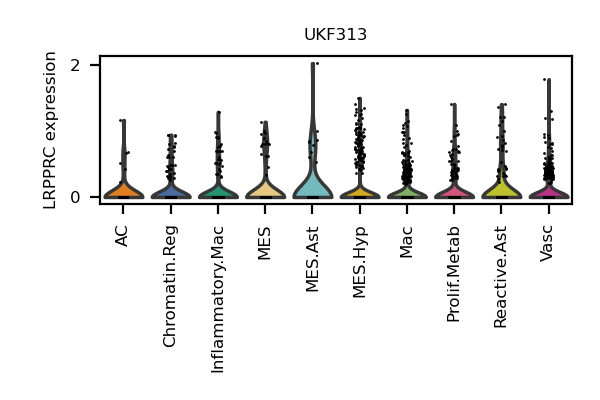 UKF313
LRPPRC expression
2
0
AC
Chromatin.Reg
Inflammatory.Mac
MES
MES.Ast
MES.Hyp
Mac
Prolif.Metab
Reactive.Ast
Vasc